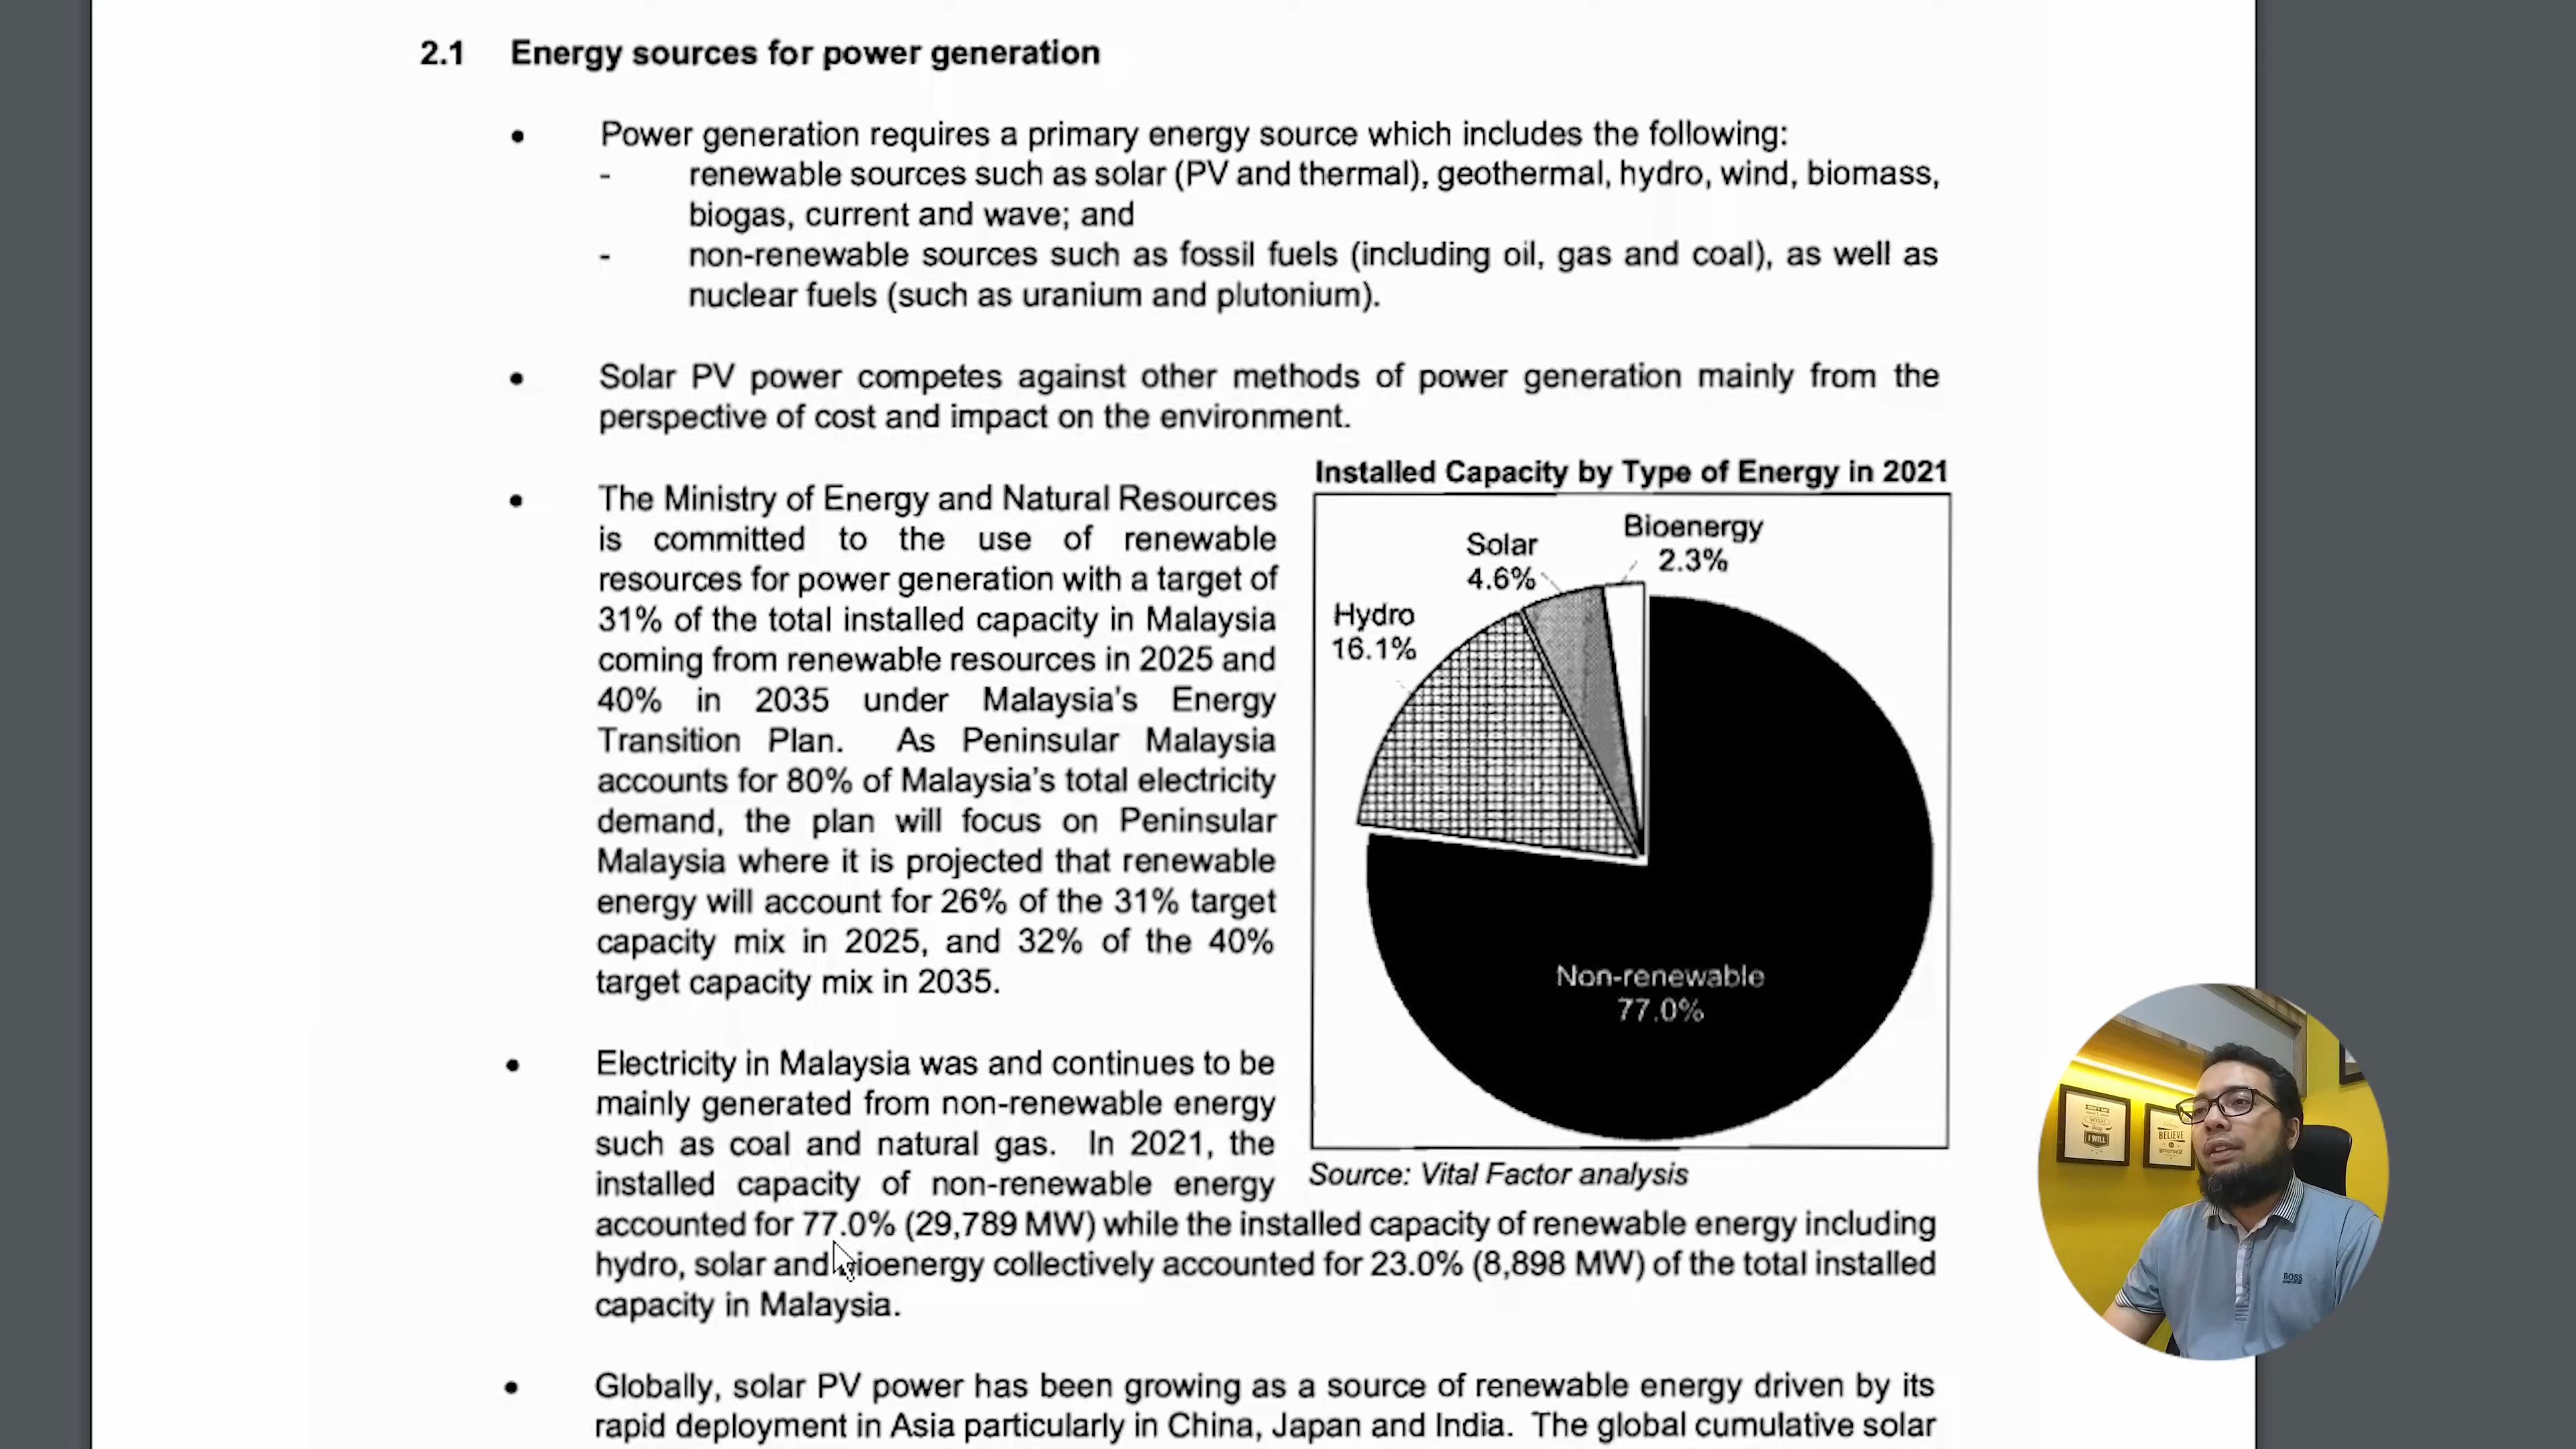 2.1 Energy sources for power generation
• Power generation requires a primary energy source which includes the following:
- renewable sources such as solar (PV and thermal), geothermal, hydro, wind, biomass,
biogas, current and wave; and
- non-renewable sources such as fossil fuels (including oil, gas and coal), as well as
nuclear fuels (such as uranium and plutonium).
• Solar PV power competes against other methods of power generation mainly from the
perspective of cost and impact on the environment.
• The Ministry of Energy and Natural Resources
is committed to the use of renewable
resources for power generation with a target of
31% of the total installed capacity in Malaysia
coming from renewable resources in 2025 and
40% in 2035 under Malaysia's Energy
Transition Plan. As Peninsular Malaysia
accounts for 80% of Malaysia's total electricity
demand, the plan will focus on Peninsular
Malaysia where it is projected that renewable
energy will account for 26% of the 31% target
capacity mix in 2025, and 32% of the 40%
target capacity mix in 2035.
Installed Capacity by Type of Energy in 2021
Bioenergy
2.3%
Solar
4.6%
Hydro
16.1%
Non-renewable
77.0%
Source: Vital Factor analysis
• Electricity in Malaysia was and continues to be
mainly generated from non-renewable energy
such as coal and natural gas. In 2021, the
installed capacity of non-renewable energy
accounted for 77.0% (29,789 MW) while the installed capacity of renewable energy including
hydro, solar and bioenergy collectively accounted for 23.0% (8,898 MW) of the total installed
capacity in Malaysia.
• Globally, solar PV power has been growing as a source of renewable energy driven by its
rapid deployment in Asia particularly in China, Japan and India. The global cumulative solar
I WILL
BELIEVE
BOSS